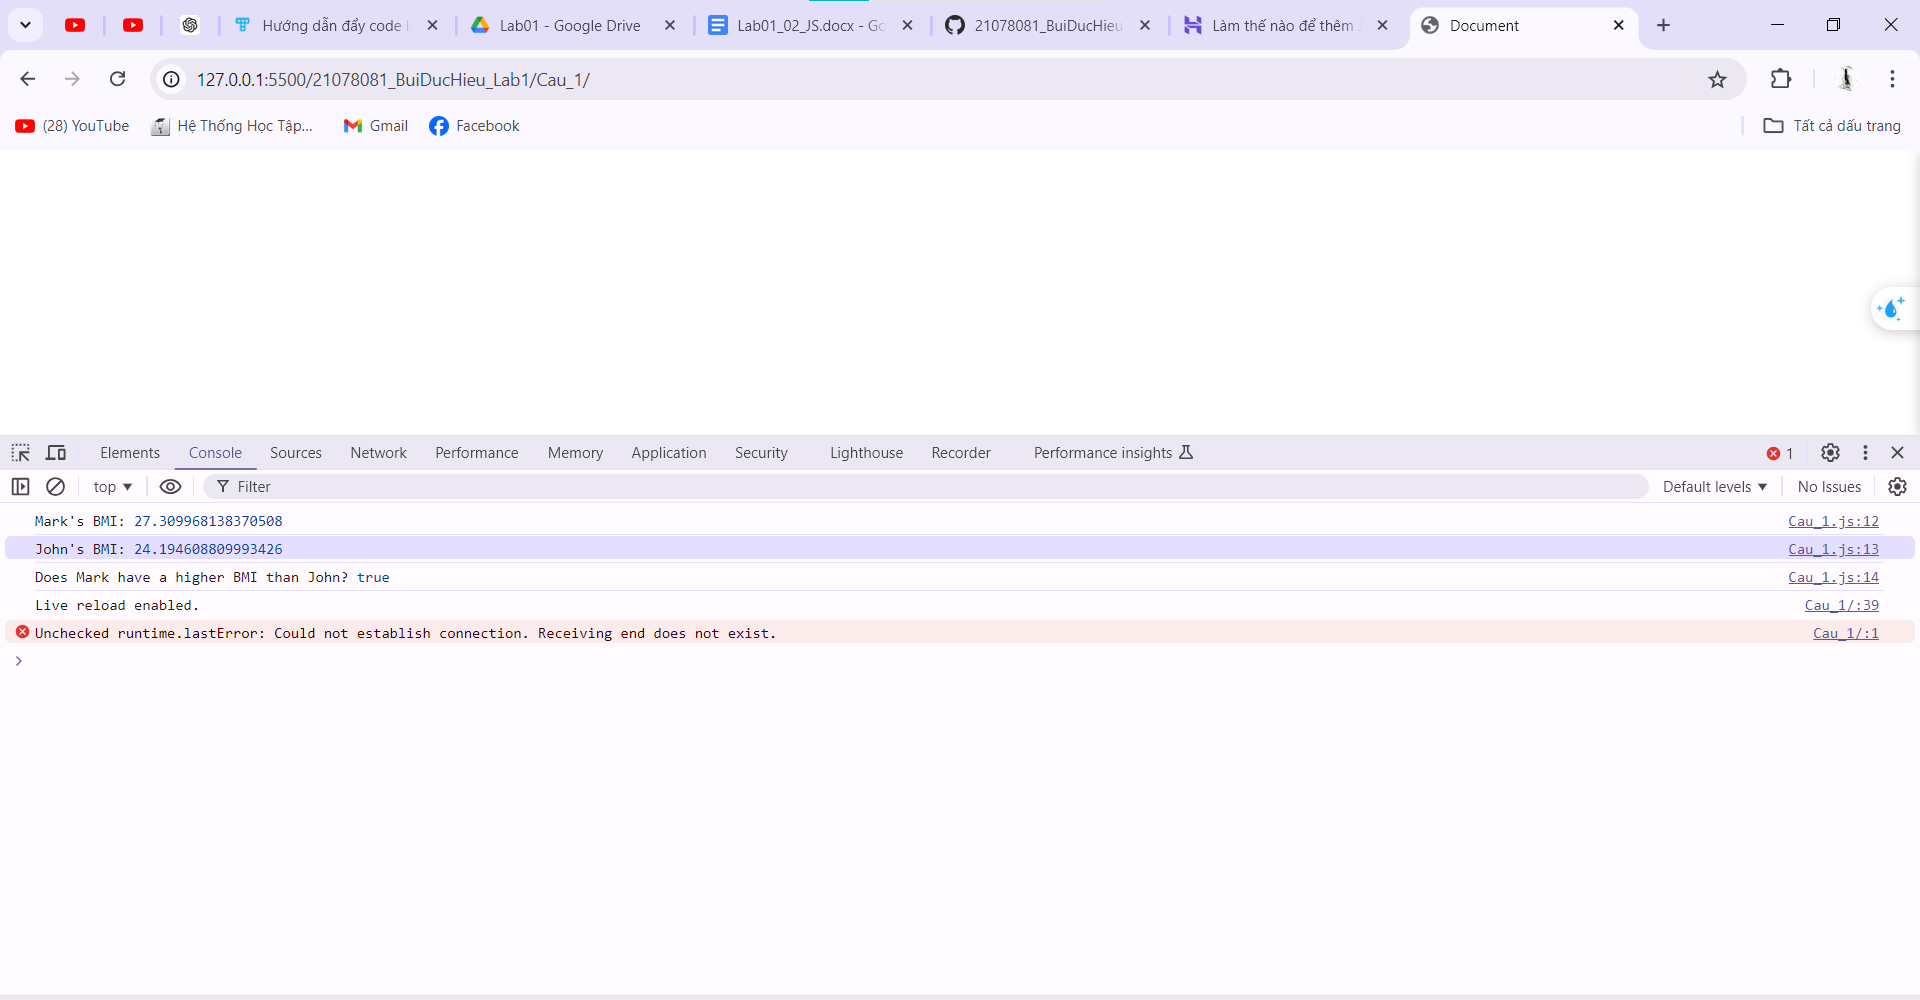 Hướng dẫn đẩy code l
Lab01 - Google Drive
Lab01_02_JS.docx - Go
21078081_BuiDucHieu
Làm thế nào để thêm
Document
127.0.0.1:5500/21078081_BuiDucHieu_Lab1/Cau_1/
(28) YouTube
Hệ Thống Học Tập...
Gmail
Facebook
Tất cả dấu trang
Elements
Console
Sources
Network
Performance
Memory
Application
Security
Lighthouse
Recorder
Performance insights
1
top
Filter
Default levels
No Issues
Mark's BMI: 27.309968138370508
Cau_1.js:12
John's BMI: 24.194608809993426
Cau_1.js:13
Does Mark have a higher BMI than John? true
Cau_1.js:14
Live reload enabled.
Cau_1/:39
Unchecked runtime.lastError: Could not establish connection. Receiving end does not exist.
Cau_1/:1